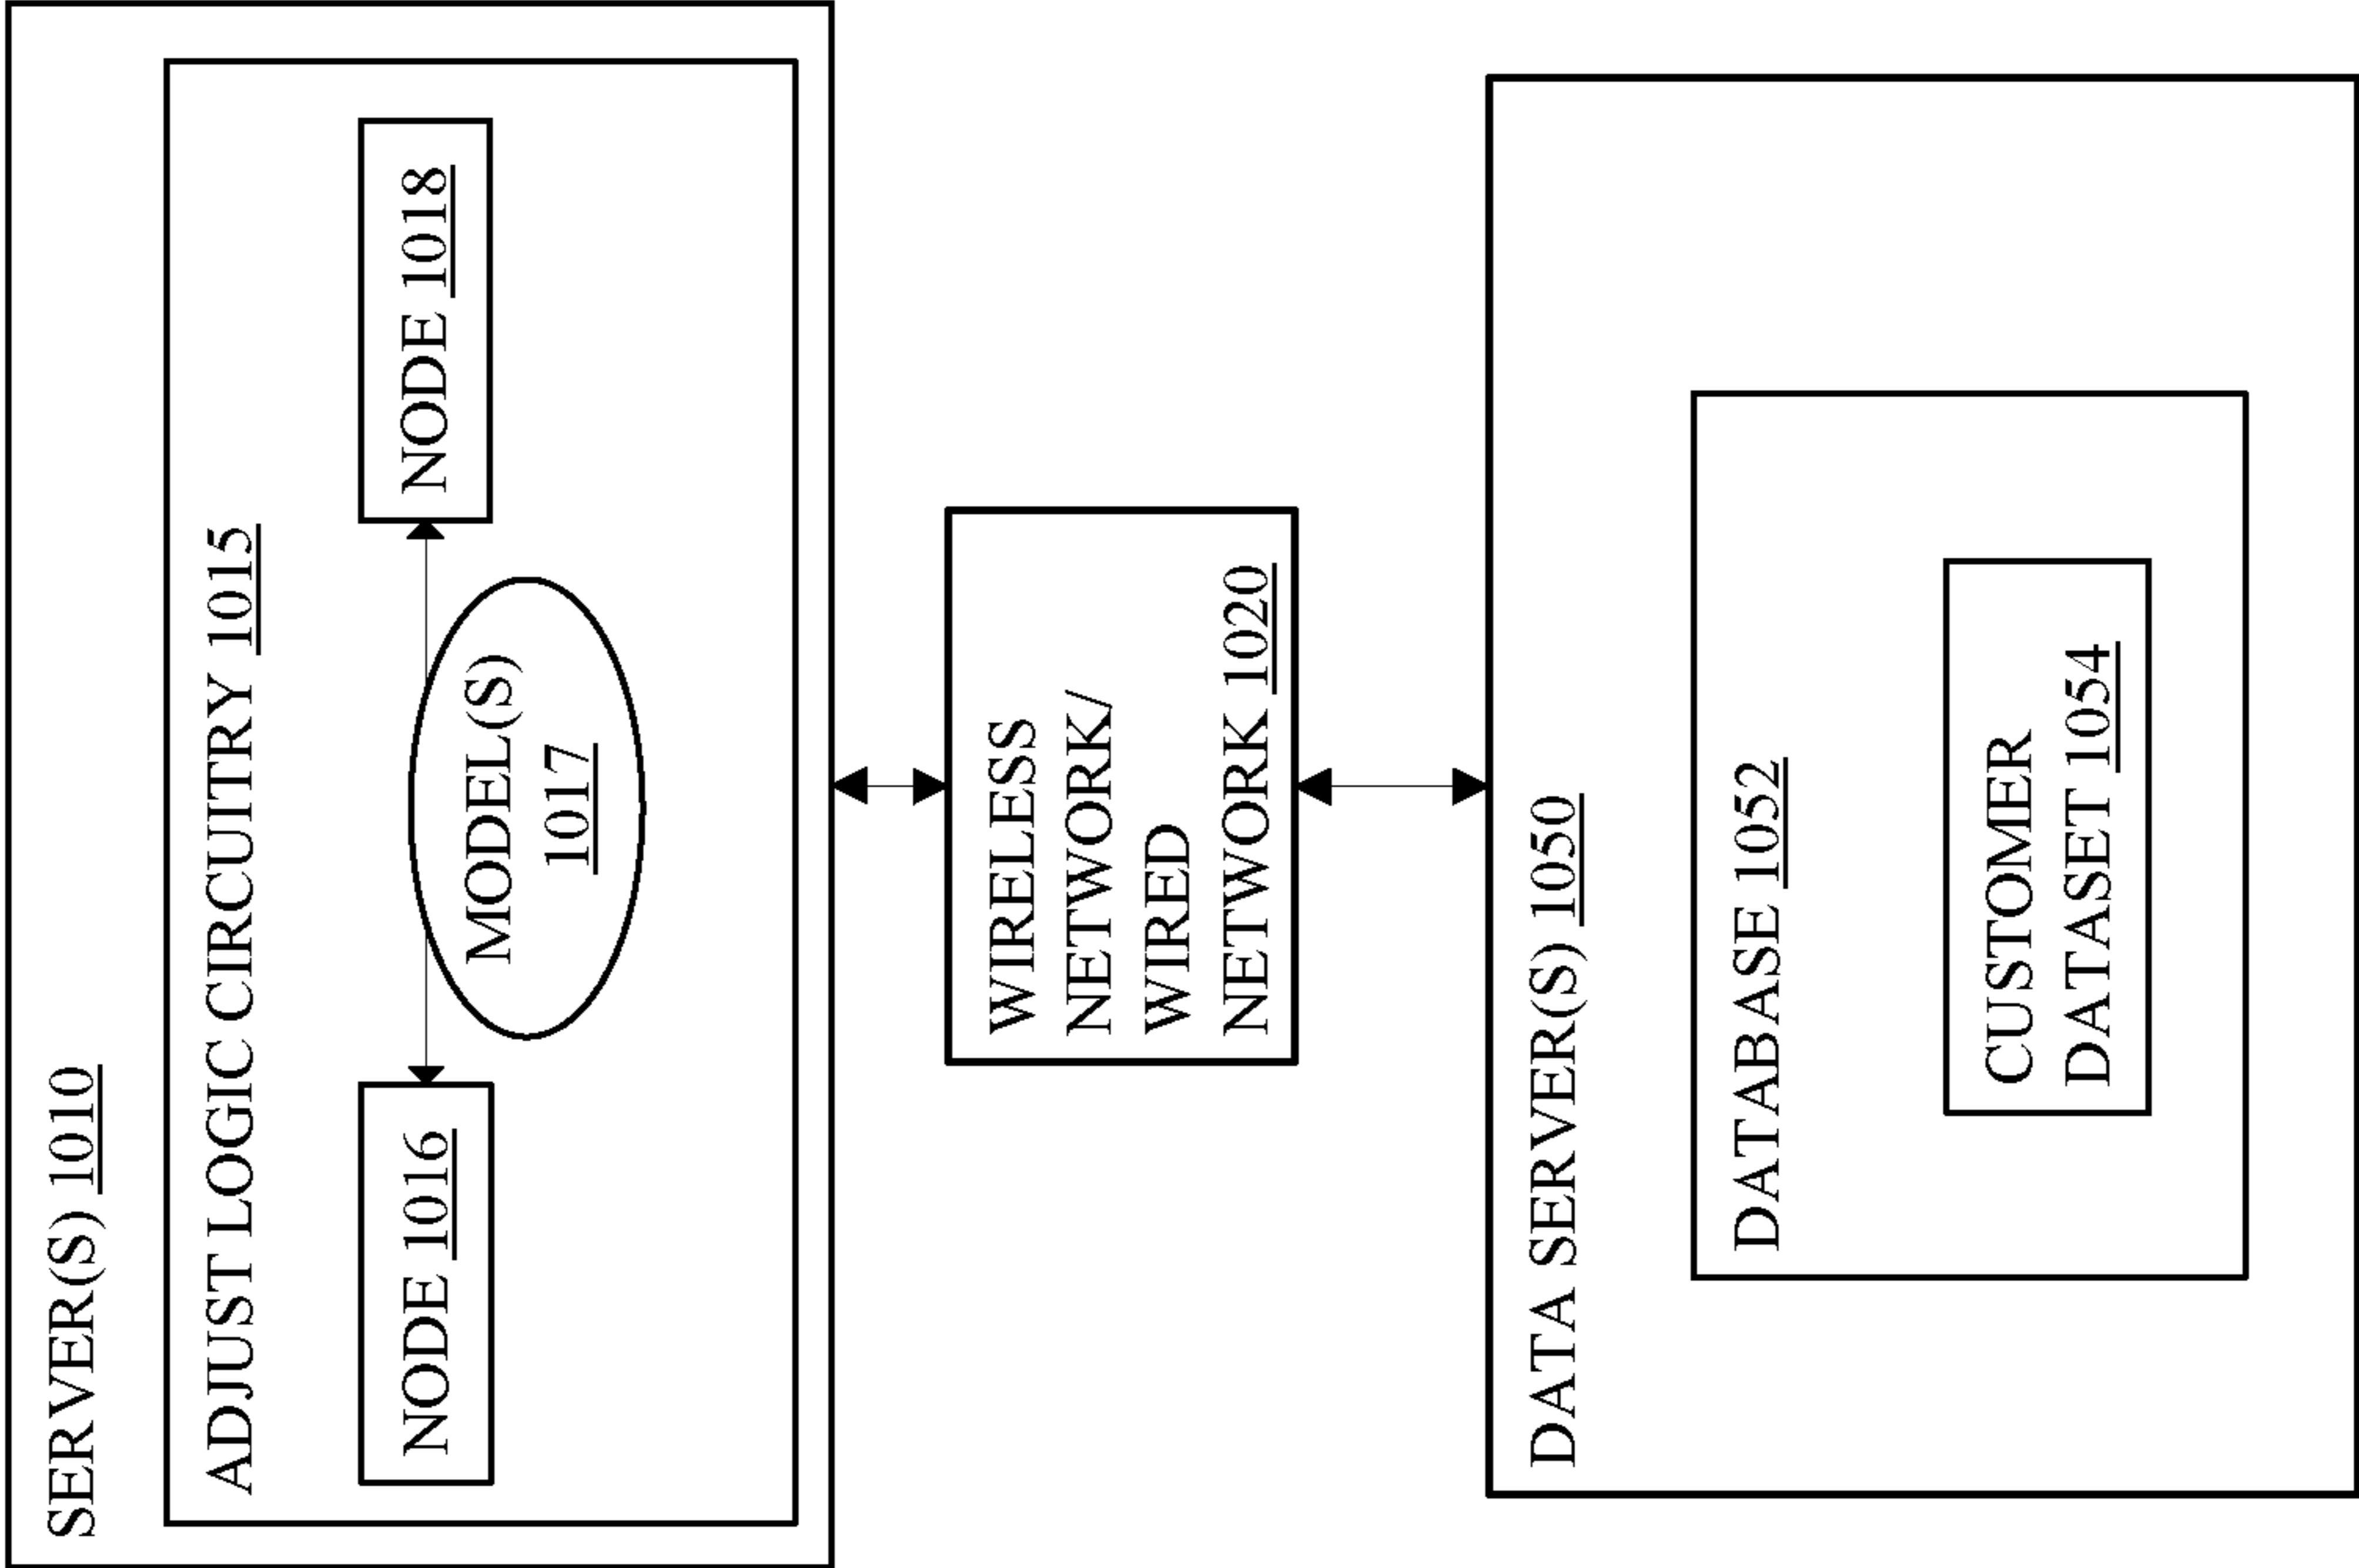 SERVER(S) 1010
ADJUST LOGIC CIRCUITRY 1015
NODE 1016
MODEL(S)
1017
NODE 1018
WIRELESS
NETWORK/
WIRED
NETWORK 1020
DATA SERVER(S) 1050
DATABASE 1052
CUSTOMER
DATASET 1054